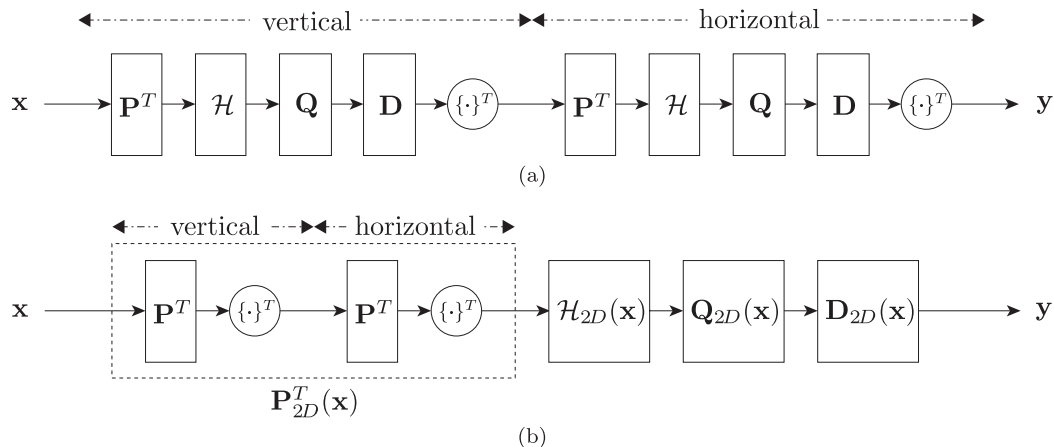 vertical horizontal
x P^T ℋ Q D {·}^T P^T ℋ Q D {·}^T y
(a)
vertical horizontal
x P^T {·}^T P^T {·}^T ℋ_{2D}(x) Q_{2D}(x) D_{2D}(x) y
P^T_{2D}(x)
(b)